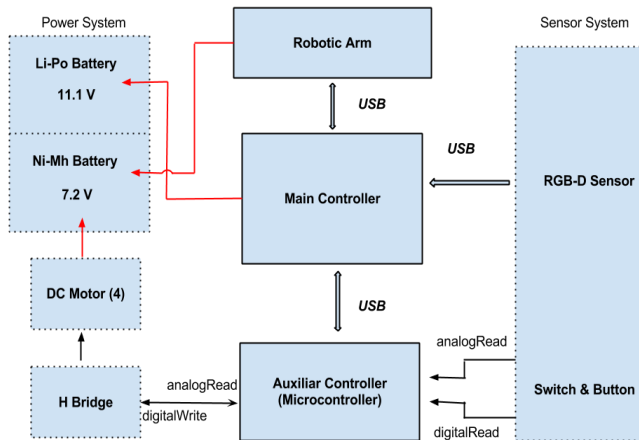 Power System
Sensor System
Li-Po Battery
11.1 V
Robotic Arm
USB
Ni-Mh Battery
7.2 V
USB
Main Controller
RGB-D Sensor
DC Motor (4)
USB
analogRead
H Bridge
analogRead
digitalWrite
Auxiliar Controller
(Microcontroller)
Switch & Button
digitalRead